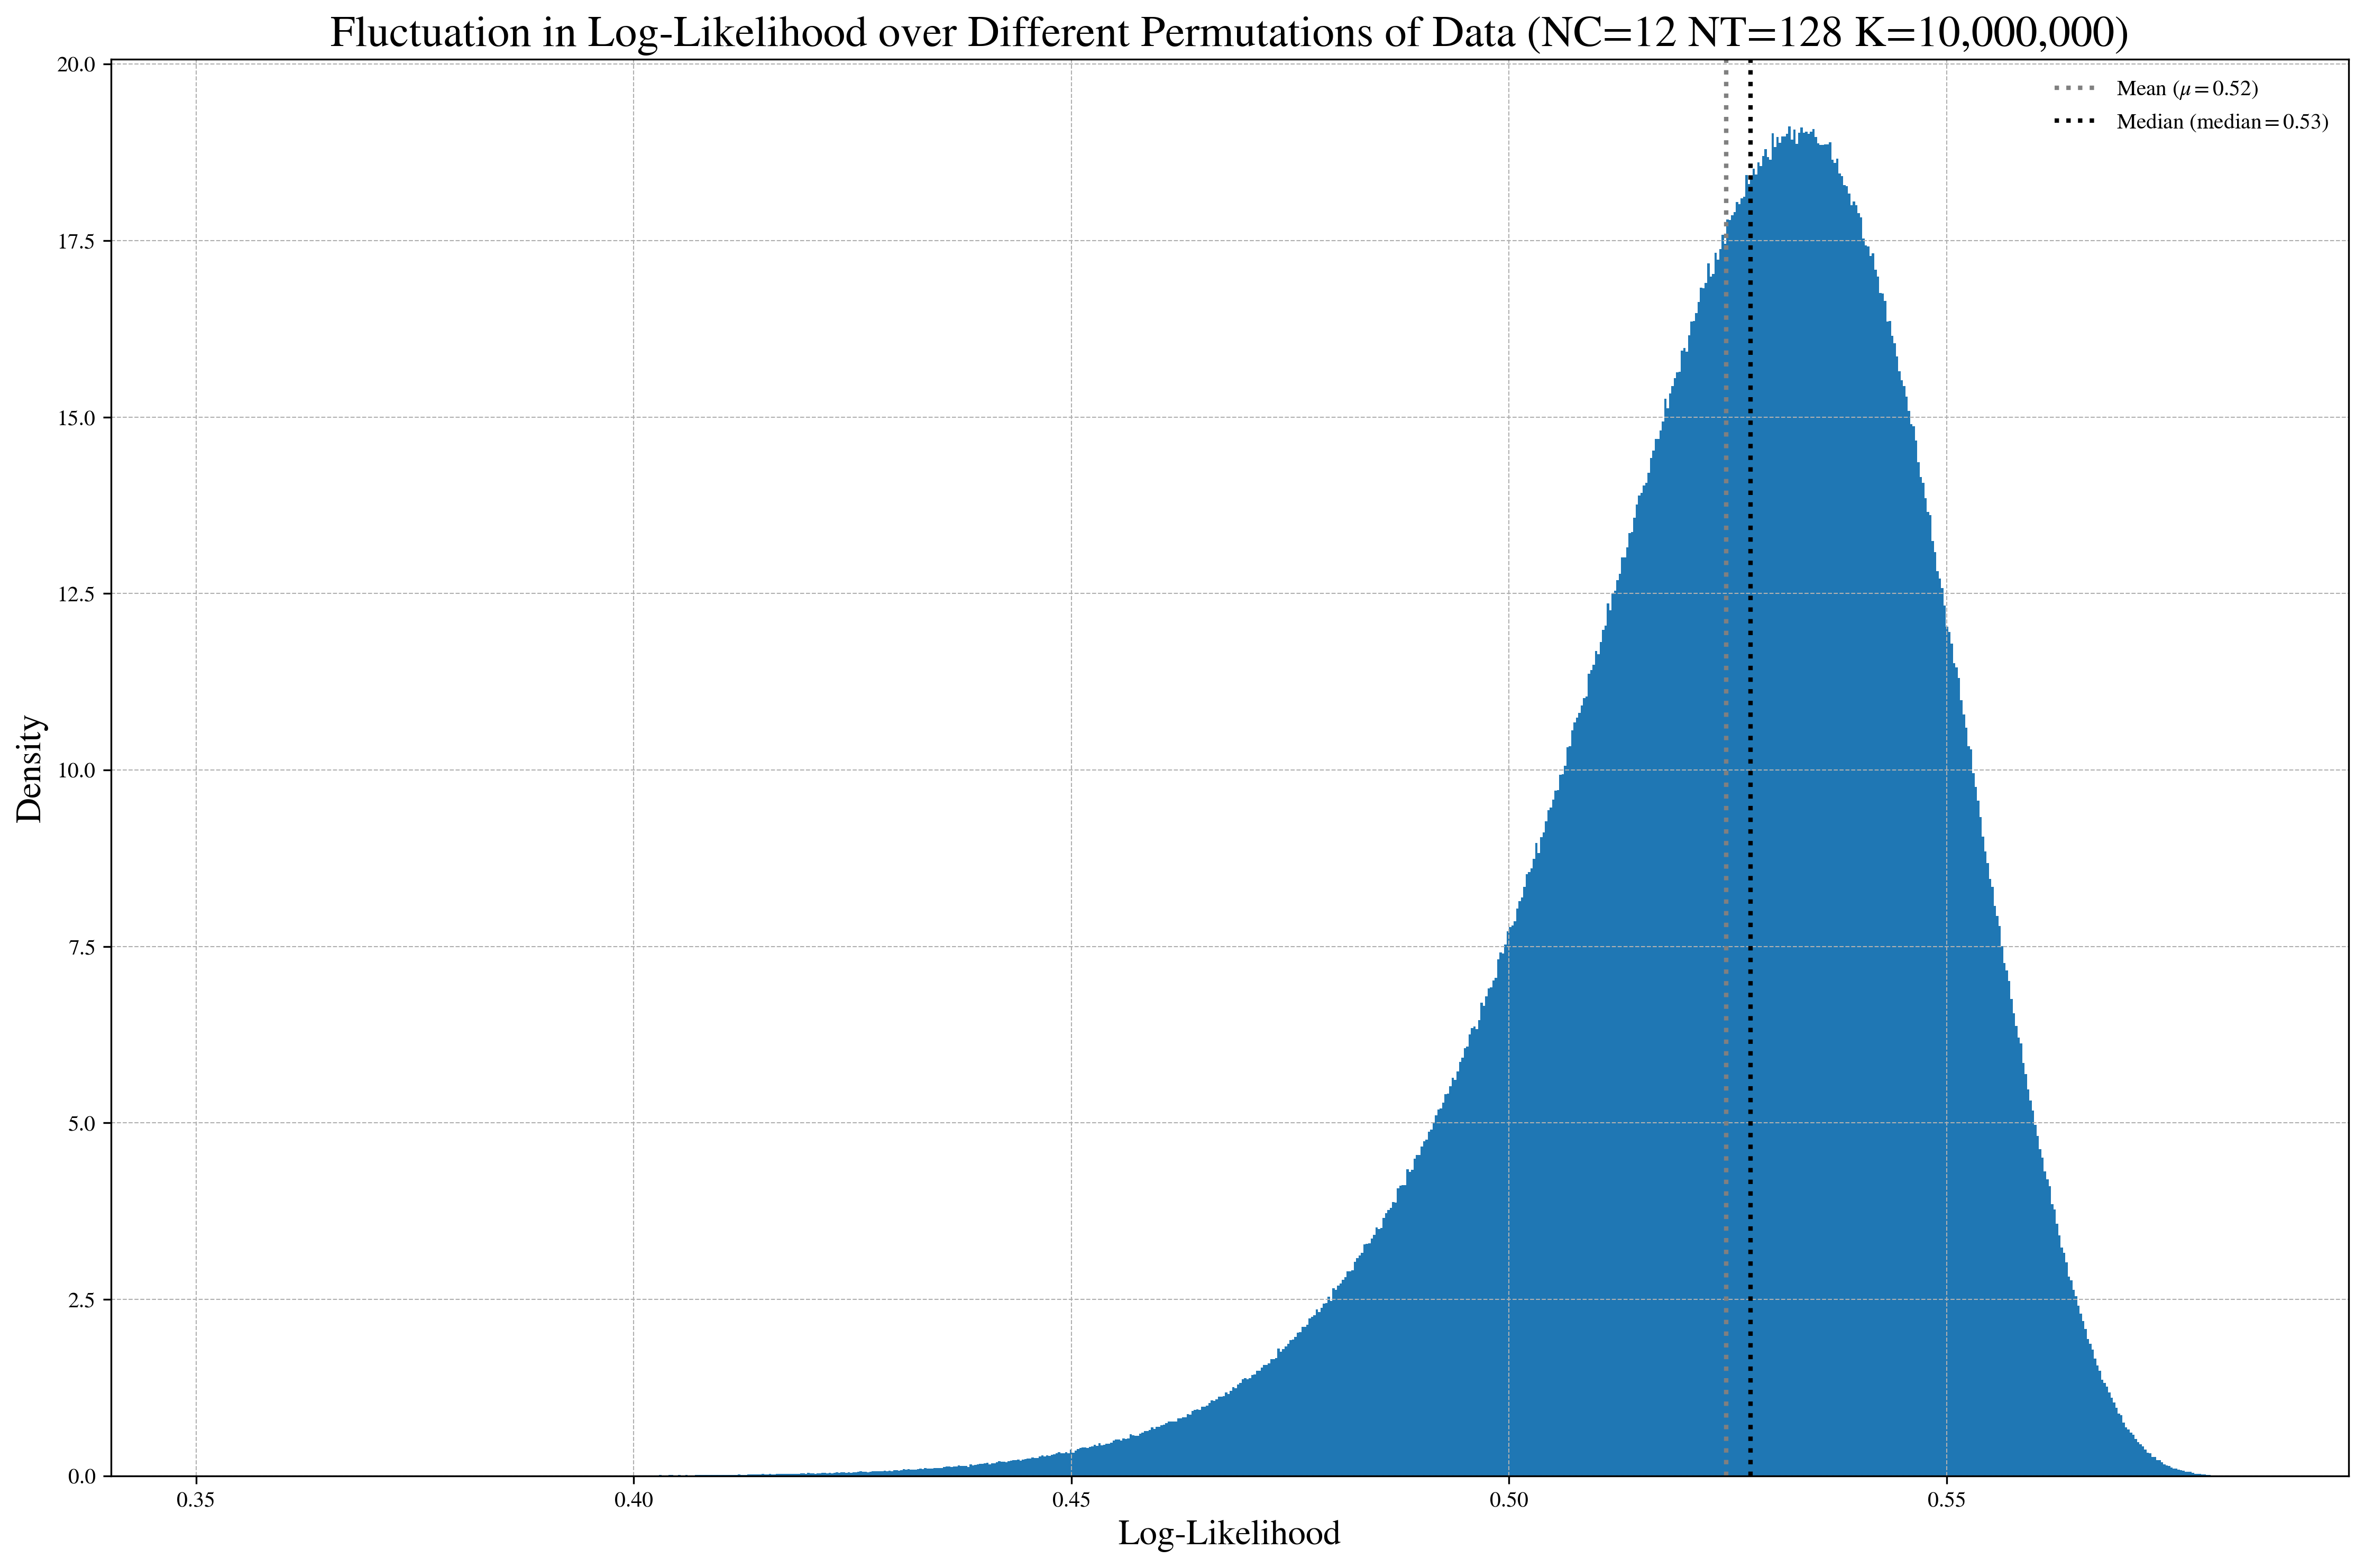 Fluctuation in Log-Likelihood over Different Permutations of Data (NC=12 NT=128 K=10,000,000)
Mean (μ = 0.52)
Median (median = 0.53)
Density
20.0
17.5
15.0
12.5
10.0
7.5
5.0
2.5
0.0
0.35 0.40 0.45 0.50 0.55
Log-Likelihood